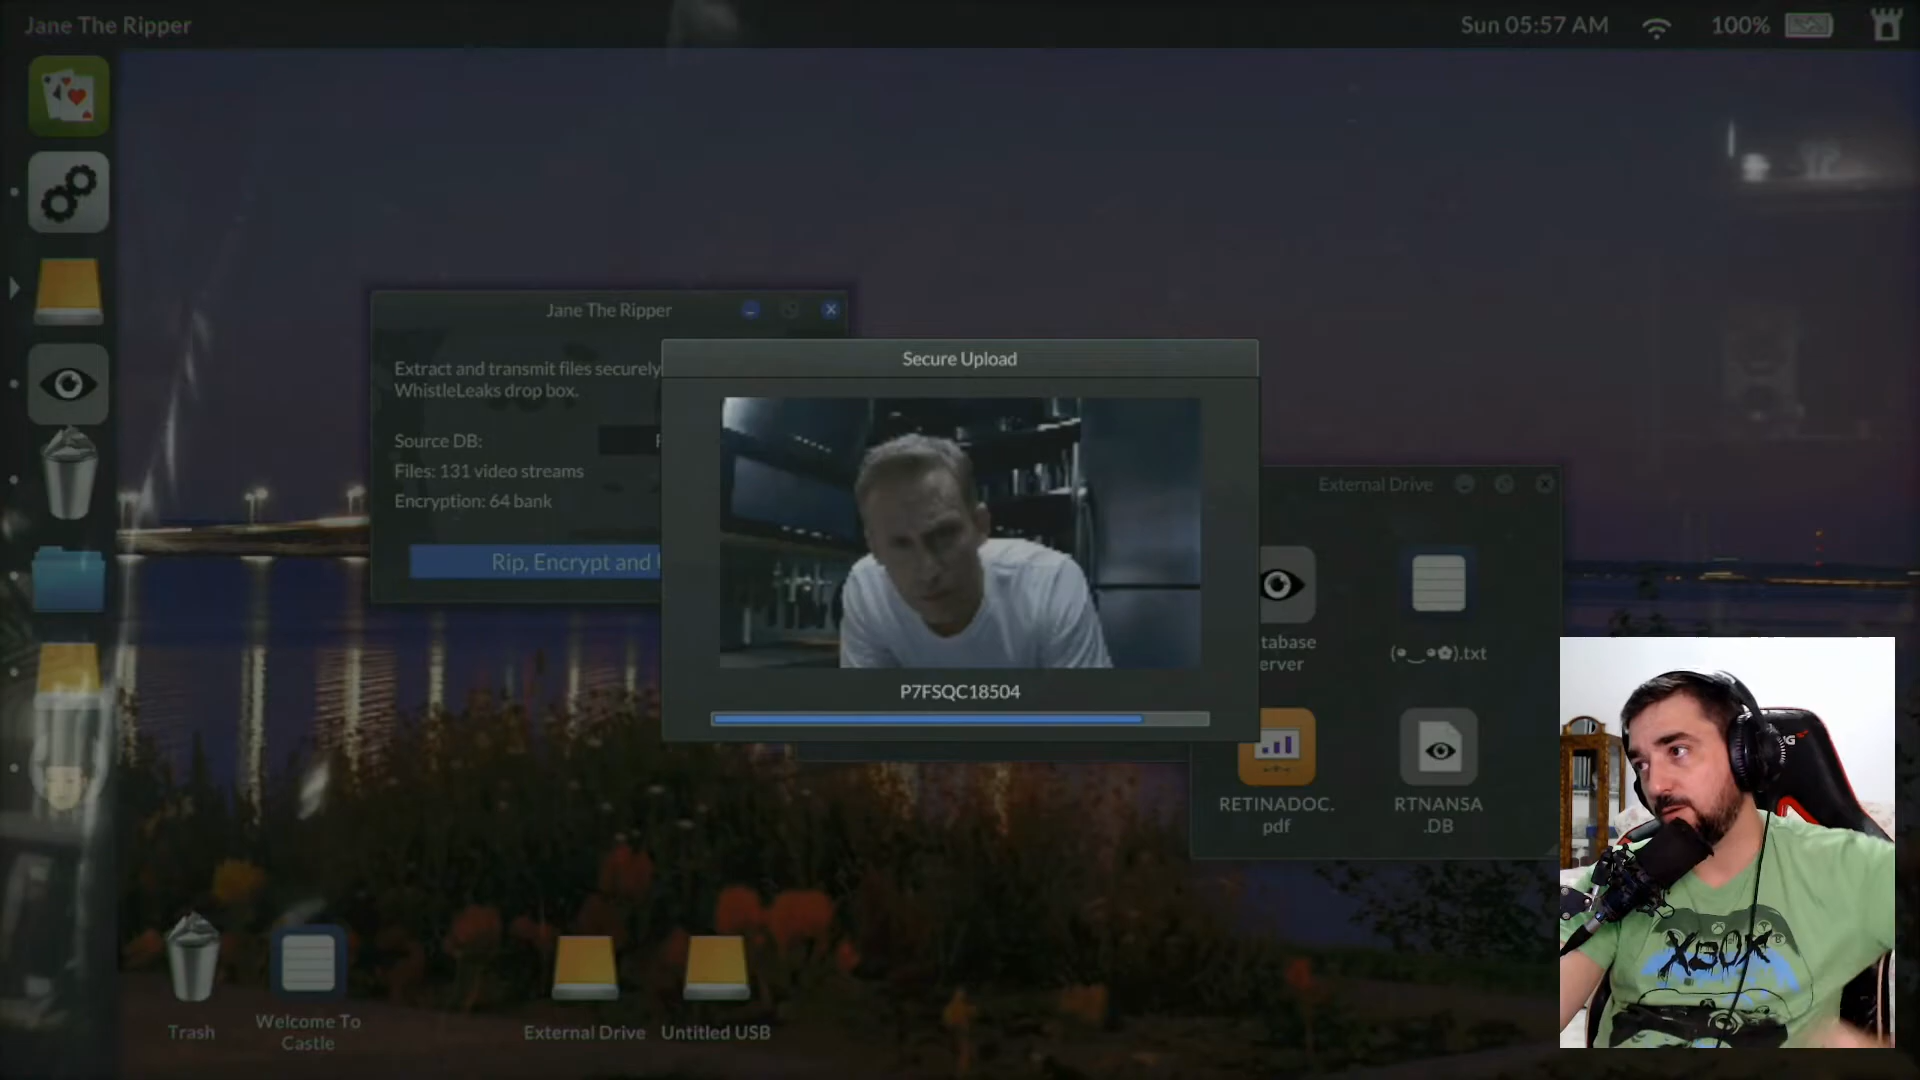 Jane The Ripper
Sun 05:57 AM
100%
Jane The Ripper
Extract and transmit files securely
WhistleLeaks drop box.
Source DB:
Files: 131 video streams
Encryption: 64 bank
Rip, Encrypt and
Secure Upload
P7FSQC18504
External Drive
tabase
erver
(•‿•✿).txt
RETINADOC.
pdf
RTNANSA
.DB
Trash
Welcome To
Castle
External Drive
Untitled USB
XBOX